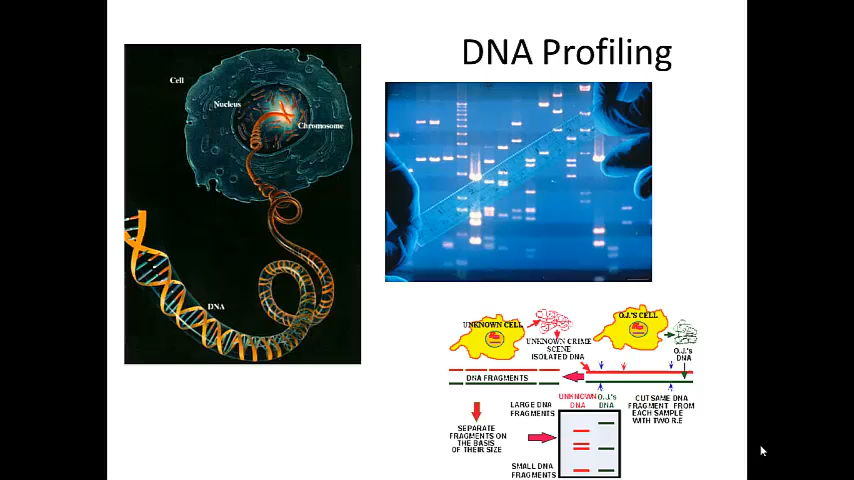 DNA Profiling
Cell
Nucleus
Chromosome
DNA
UNKNOWN CELL
UNKNOWN CRIME
SCENE
ISOLATED DNA
O.J.'S CELL
O.J.'s
DNA
DNA FRAGMENTS
SEPARATE
FRAGMENTS ON
THE BASIS
OF THEIR SIZE
LARGE DNA
FRAGMENTS
UNKNOWN
DNA
O.J.'s
DNA
CUT SAME DNA
FRAGMENT FROM
EACH SAMPLE
WITH TWO R.E
SMALL DNA
FRAGMENTS